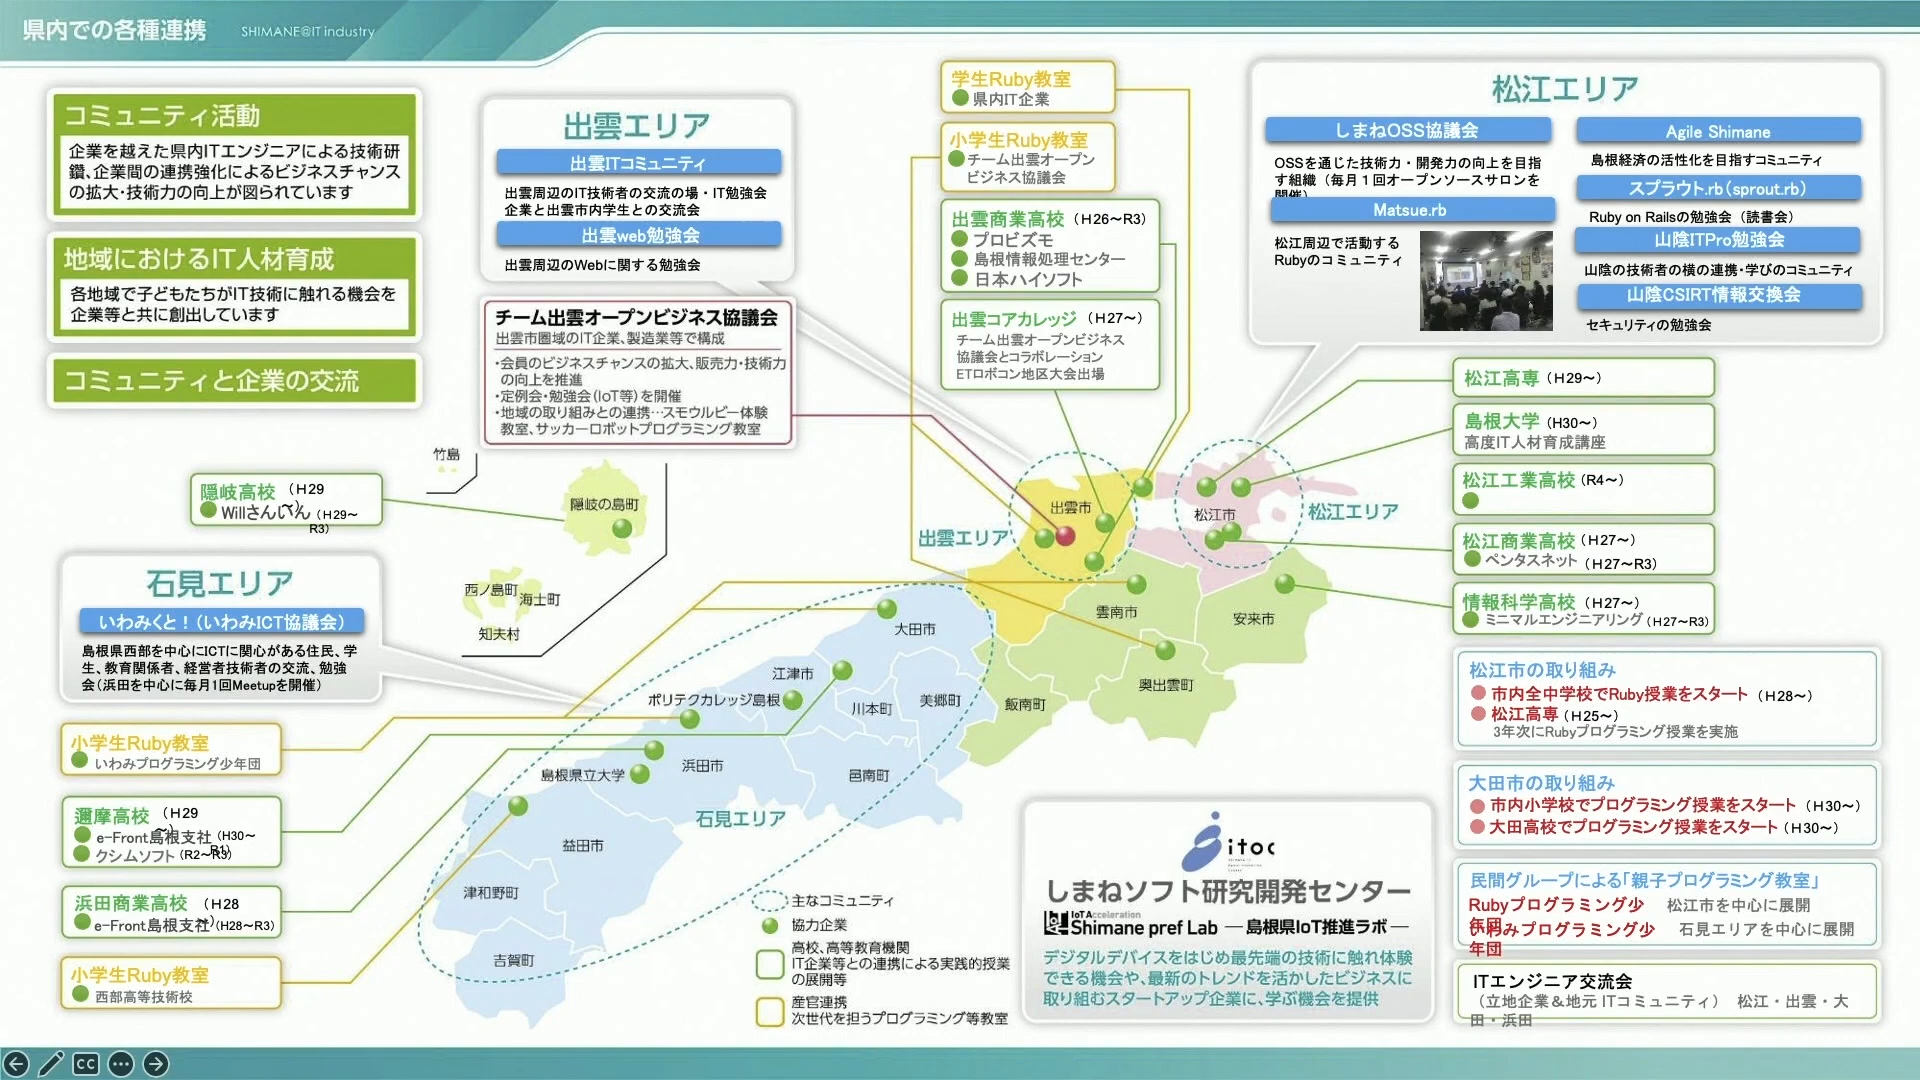 県内での各種連携
SHIMANE@IT industry
コミュニティ活動
企業を越えた県内ITエンジニアによる技術研
鑽、企業間の連携強化によるビジネスチャンス
の拡大・技術力の向上が図られています
地域におけるIT人材育成
各地域で子どもたちがIT技術に触れる機会を
企業等と共に創出しています
コミュニティと企業の交流
出雲エリア
出雲ITコミュニティ
出雲周辺のIT技術者の交流の場・IT勉強会
企業と出雲市内学生との交流会
出雲web勉強会
出雲周辺のWebに関する勉強会
チーム出雲オープンビジネス協議会
出雲市圏域のIT企業、製造業等で構成
・会員のビジネスチャンスの拡大、販売力・技術力
の向上を推進
・定例会・勉強会（IoT等）を開催
・地域の取り組みとの連携…スモウルビー体験
教室、サッカーロボットプログラミング教室
学生Ruby教室
県内IT企業
小学生Ruby教室
チーム出雲オープン
ビジネス協議会
出雲商業高校（H26～R3）
プロビズモ
島根情報処理センター
日本ハイソフト
出雲コアカレッジ（H27～）
チーム出雲オープンビジネス
協議会とコラボレーション
ETロボコン地区大会出場
松江エリア
しまねOSS協議会
OSSを通じた技術力・開発力の向上を目指
す組織（毎月１回オープンソースサロンを
開催）
Matsue.rb
松江周辺で活動する
Rubyのコミュニティ
Agile Shimane
島根経済の活性化を目指すコミュニティ
スプラウト.rb（sprout.rb）
Ruby on Railsの勉強会（読書会）
山陰ITPro勉強会
山陰の技術者の横の連携・学びのコミュニティ
山陰CSIRT情報交換会
セキュリティの勉強会
松江高専（H29～）
島根大学（H30～）
高度IT人材育成講座
松江工業高校（R4～）
松江商業高校（H27～）
ペンタスネット（H27～R3）
情報科学高校（H27～）
ミニマルエンジニアリング（H27～R3）
松江市の取り組み
市内全中学校でRuby授業をスタート（H28～）
松江高専（H25～）
3年次にRubyプログラミング授業を実施
大田市の取り組み
市内小学校でプログラミング授業をスタート（H30～）
大田高校でプログラミング授業をスタート（H30～）
民間グループによる「親子プログラミング教室」
Rubyプログラミング少年団　松江市を中心に展開
いわみプログラミング少　石見エリアを中心に展開
年団
ITエンジニア交流会
（立地企業＆地元ITコミュニティ）　松江・出雲・大
田・浜田
竹島
隠岐高校（H29～）
Willさんいん（H29～
R3）
隠岐の島町
西ノ島町
海士町
知夫村
石見エリア
いわみくと！（いわみICT協議会）
島根県西部を中心にICTに関心がある住民、学
生、教育関係者、経営者技術者の交流、勉強
会（浜田を中心に毎月1回Meetupを開催）
小学生Ruby教室
いわみプログラミング少年団
邇摩高校（H29～）
e-Front島根支社（H30～
R1）
クシムソフト（R2～R3）
浜田商業高校（H28～）
e-Front島根支社（H28～R3）
小学生Ruby教室
西部高等技術校
出雲エリア
出雲市
松江市
松江エリア
雲南市
安来市
奥出雲町
飯南町
大田市
江津市
ポリテクカレッジ島根
川本町
美郷町
島根県立大学
浜田市
邑南町
石見エリア
益田市
津和野町
吉賀町
主なコミュニティ
協力企業
高校、高等教育機関
IT企業等との連携による実践的授業
の展開等
産官連携
次世代を担うプログラミング等教室
itoc
しまねソフト研究開発センター
IoT Acceleration
Shimane pref Lab ―島根県IoT推進ラボ―
デジタルデバイスをはじめ最先端の技術に触れ体験
できる機会や、最新のトレンドを活かしたビジネスに
取り組むスタートアップ企業に、学ぶ機会を提供
CC